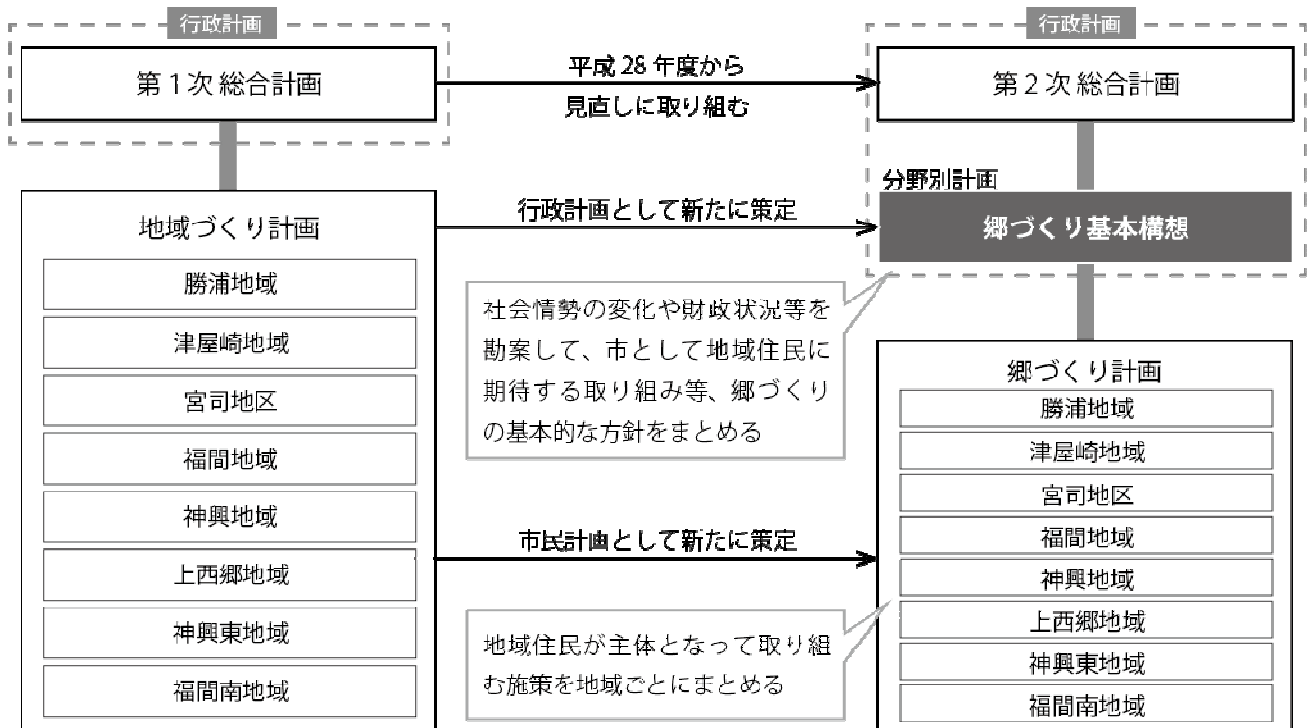 行政計画
第1次 総合計画
地域づくり計画
勝浦地域
津屋崎地域
宮司地区
福間地域
神興地域
上西郷地域
神興東地域
福間南地域
平成 28 年度から
見直しに取り組む
行政計画として新たに策定
社会情勢の変化や財政状況等を
勘案して、市として地域住民に
期待する取り組み等、郷づくり
の基本的な方針をまとめる
市民計画として新たに策定
地域住民が主体となって取り組
む施策を地域ごとにまとめる
行政計画
第2次 総合計画
分野別計画
郷づくり基本構想
郷づくり計画
勝浦地域
津屋崎地域
宮司地区
福間地域
神興地域
上西郷地域
神興東地域
福間南地域